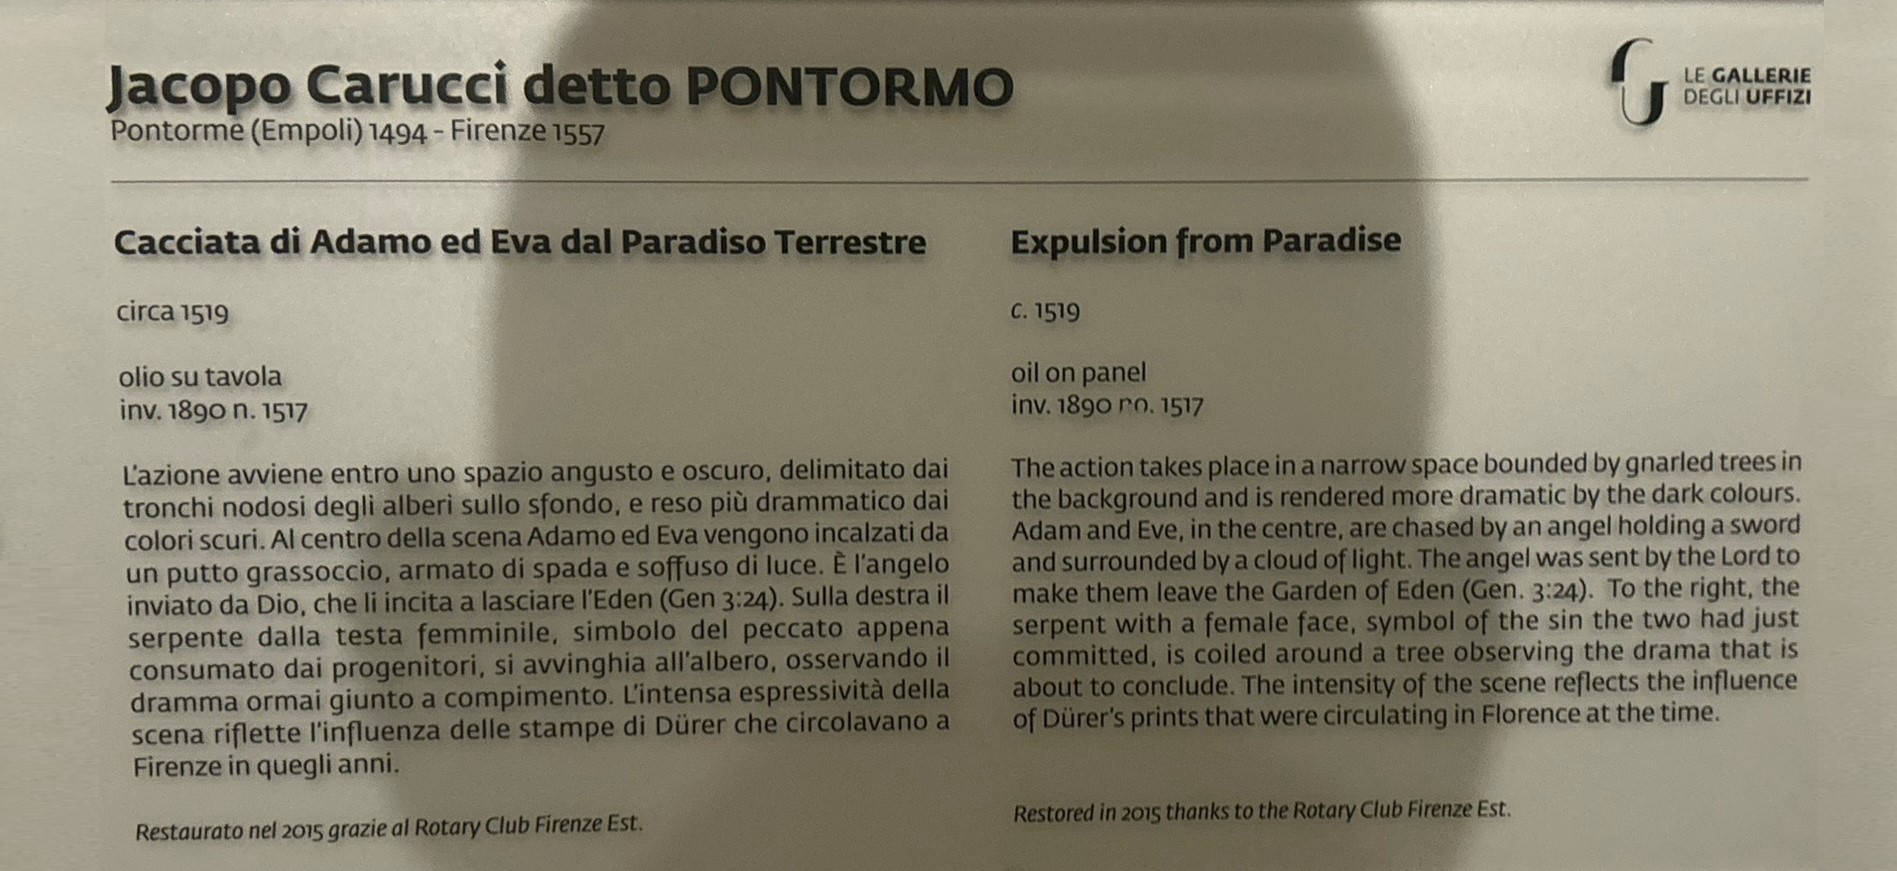 Jacopo Carucci detto PONTORMO
Pontorme (Empoli) 1494 - Firenze 1557
LE GALLERIE
DEGLI UFFIZI
Cacciata di Adamo ed Eva dal Paradiso Terrestre
circa 1519
olio su tavola
inv. 1890 n. 1517
L'azione avviene entro uno spazio angusto e oscuro, delimitato dai
tronchi nodosi degli alberi sullo sfondo, e reso più drammatico dai
colori scuri. Al centro della scena Adamo ed Eva vengono incalzati da
un putto grassoccio, armato di spada e soffuso di luce. È l'angelo
inviato da Dio, che li incita a lasciare l'Eden (Gen 3:24). Sulla destra il
serpente dalla testa femminile, simbolo del peccato appena
consumato dai progenitori, si avvinghia all'albero, osservando il
dramma ormai giunto a compimento. L'intensa espressività della
scena riflette l'influenza delle stampe di Dürer che circolavano a
Firenze in quegli anni.
Restaurato nel 2015 grazie al Rotary Club Firenze Est.
Expulsion from Paradise
c. 1519
oil on panel
inv. 1890 no. 1517
The action takes place in a narrow space bounded by gnarled trees in
the background and is rendered more dramatic by the dark colours.
Adam and Eve, in the centre, are chased by an angel holding a sword
and surrounded by a cloud of light. The angel was sent by the Lord to
make them leave the Garden of Eden (Gen. 3:24). To the right, the
serpent with a female face, symbol of the sin the two had just
committed, is coiled around a tree observing the drama that is
about to conclude. The intensity of the scene reflects the influence
of Dürer's prints that were circulating in Florence at the time.
Restored in 2015 thanks to the Rotary Club Firenze Est.